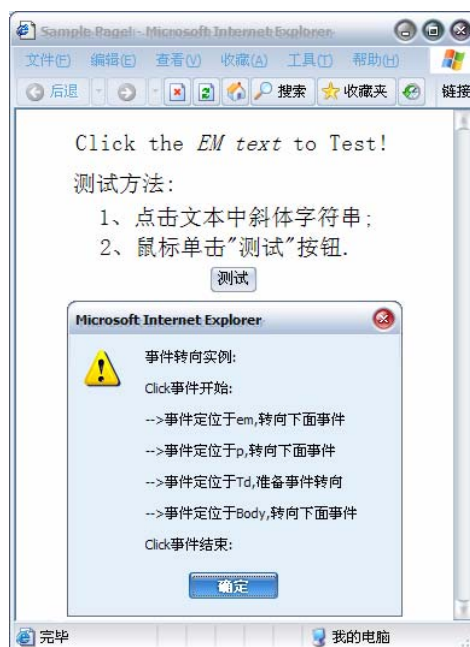 Sample Page! - Microsoft Internet Explorer
文件(F) 编辑(E) 查看(V) 收藏(A) 工具(T) 帮助(H)
后退 搜索 收藏夹 链接
Click the EM text to Test!
测试方法:
1、点击文本中斜体字符串;
2、鼠标单击"测试"按钮.
测试
Microsoft Internet Explorer
事件转向实例:
Click事件开始:
-->事件定位于em,转向下面事件
-->事件定位于p,转向下面事件
-->事件定位于Td,准备事件转向
-->事件定位于Body,转向下面事件
Click事件结束:
确定
完毕 我的电脑